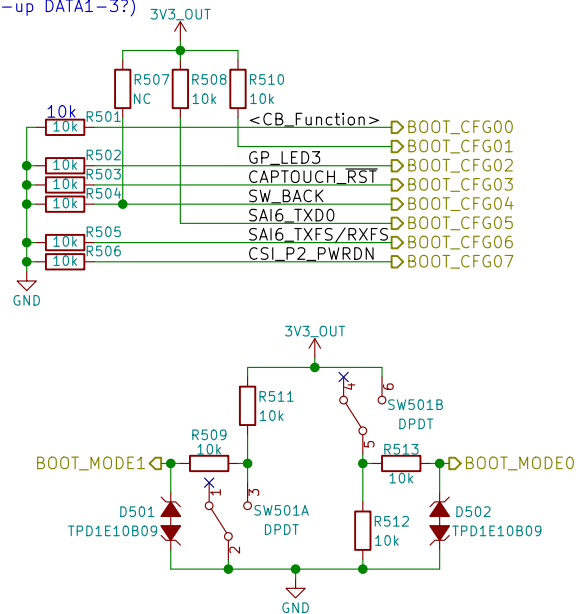 -up DATA1-3?)
3V3_OUT
R507
NC
R508
10k
R510
10k
10k
R501
10k
<CB_Function>
BOOT_CFG00
BOOT_CFG01
R502
10k
GP_LED3
BOOT_CFG02
R503
10k
CAPTOUCH_RST
BOOT_CFG03
R504
10k
SW_BACK
BOOT_CFG04
SAI6_TXD0
BOOT_CFG05
R505
10k
SAI6_TXFS/RXFS
BOOT_CFG06
R506
10k
CSI_P2_PWRDN
BOOT_CFG07
GND
3V3_OUT
R511
10k
4
6
SW501B
DPDT
5
R509
10k
BOOT_MODE1
R513
10k
BOOT_MODE0
1
3
SW501A
DPDT
2
D501
TPD1E10B09
R512
10k
D502
TPD1E10B09
GND